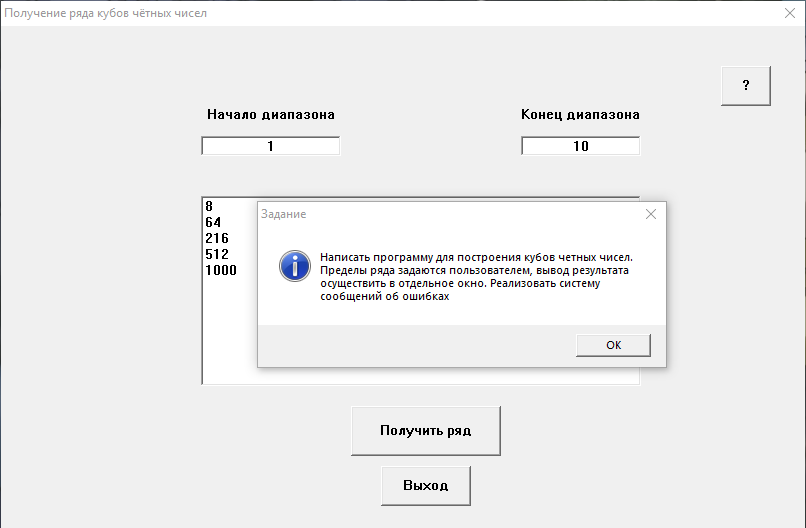 Получение ряда кубов чётных чисел
?
Начало диапазона
Конец диапазона
1
10
8
64
216
512
1000
Задание
Написать программу для построения кубов четных чисел.
Пределы ряда задаются пользователем, вывод результата
осуществить в отдельное окно. Реализовать систему
сообщений об ошибках
OK
Получить ряд
Выход